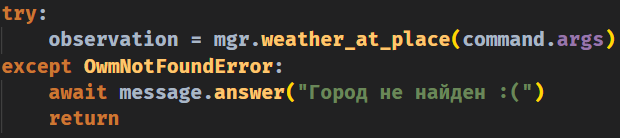 try:
    observation = mgr.weather_at_place(command.args)
except OwmNotFoundError:
    await message.answer("Город не найден :(")
    return